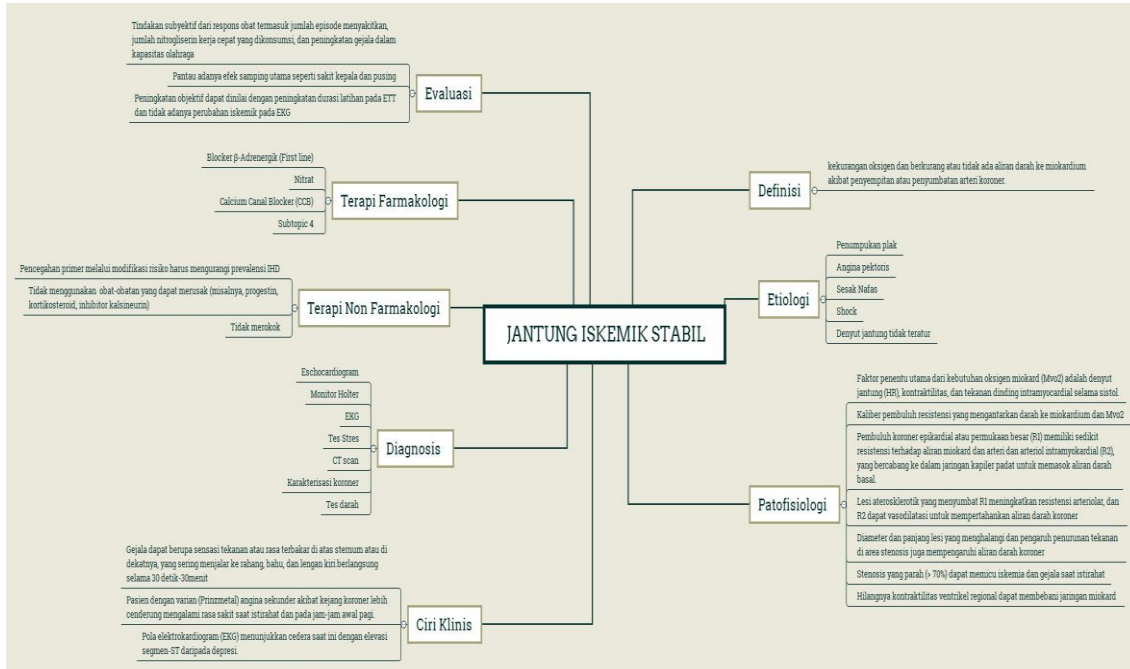 JANTUNG ISKEMIK STABIL
Evaluasi
Tindakan subyektif dari respons obat termasuk jumlah episode menyakitkan,
jumlah nitrogliserin kerja cepat yang dikonsumsi, dan peningkatan gejala dalam
kapasitas olahraga
Pantau adanya efek samping utama seperti sakit kepala dan pusing
Peningkatan objektif dapat dinilai dengan peningkatan durasi latihan pada ETT
dan tidak adanya perubahan iskemik pada EKG
Terapi Farmakologi
Blocker β-Adrenergik (First line)
Nitrat
Calcium Canal Blocker (CCB)
Subtopic 4
Terapi Non Farmakologi
Pencegahan primer melalui modifikasi risiko harus mengurangi prevalensi IHD
Tidak menggunakan obat-obatan yang dapat merusak (misalnya, progestin,
kortikosteroid, inhibitor kalsineurin)
Tidak merokok
Diagnosis
Eschocardiogram
Monitor Holter
EKG
Tes Stres
CT scan
Karakterisasi koroner
Tes darah
Ciri Klinis
Gejala dapat berupa sensasi tekanan atau rasa terbakar di atas sternum atau di
dekatnya, yang sering menjalar ke rahang, bahu, dan lengan kiri berlangsung
selama 30 detik-30menit
Pasien dengan varian (Prinzmetal) angina sekunder akibat kejang koroner lebih
cenderung mengalami rasa sakit saat istirahat dan pada jam-jam awal pagi.
Pola elektrokardiogram (EKG) menunjukkan cedera saat ini dengan elevasi
segmen-ST daripada depresi.
Definisi
kekurangan oksigen dan berkurang atau tidak ada aliran darah ke miokardium
akibat penyempitan atau penyumbatan arteri koroner.
Etiologi
Penumpukan plak
Angina pektoris
Sesak Nafas
Shock
Denyut jantung tidak teratur
Patofisiologi
Faktor penentu utama dari kebutuhan oksigen miokard (Mvo2) adalah denyut
jantung (HR), kontraktilitas, dan tekanan dinding intramyocardial selama sistol.
Kaliber pembuluh resistensi yang mengantarkan darah ke miokardium dan Mvo2
Pembuluh koroner epikardial atau permukaan besar (R1) memiliki sedikit
resistensi terhadap aliran miokard dan arteri dan arteriol intramyokardial (R2),
yang bercabang ke dalam jaringan kapiler padat untuk memasok aliran darah
basal.
Lesi aterosklerotik yang menyumbat R1 meningkatkan resistensi arteriolar, dan
R2 dapat vasodilatasi untuk mempertahankan aliran darah koroner
Diameter dan panjang lesi yang menghalangi dan pengaruh penurunan tekanan
di area stenosis juga mempengaruhi aliran darah koroner
Stenosis yang parah (> 70%) dapat memicu iskemia dan gejala saat istirahat
Hilangnya kontraktilitas ventrikel regional dapat membebani jaringan miokard